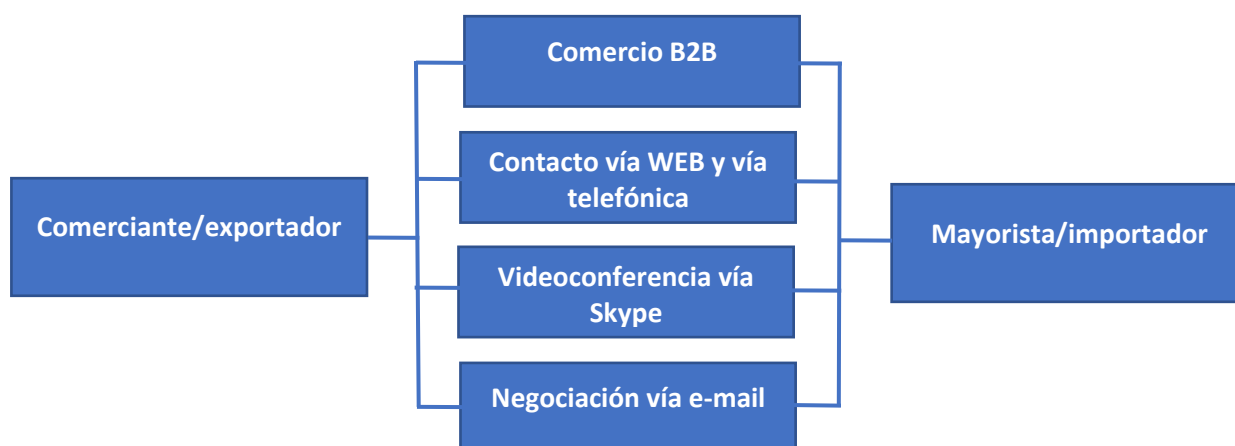 Comercio B2B
Contacto vía WEB y vía
telefónica
Comerciante/exportador
Mayorista/importador
Videoconferencia vía
Skype
Negociación vía e-mail